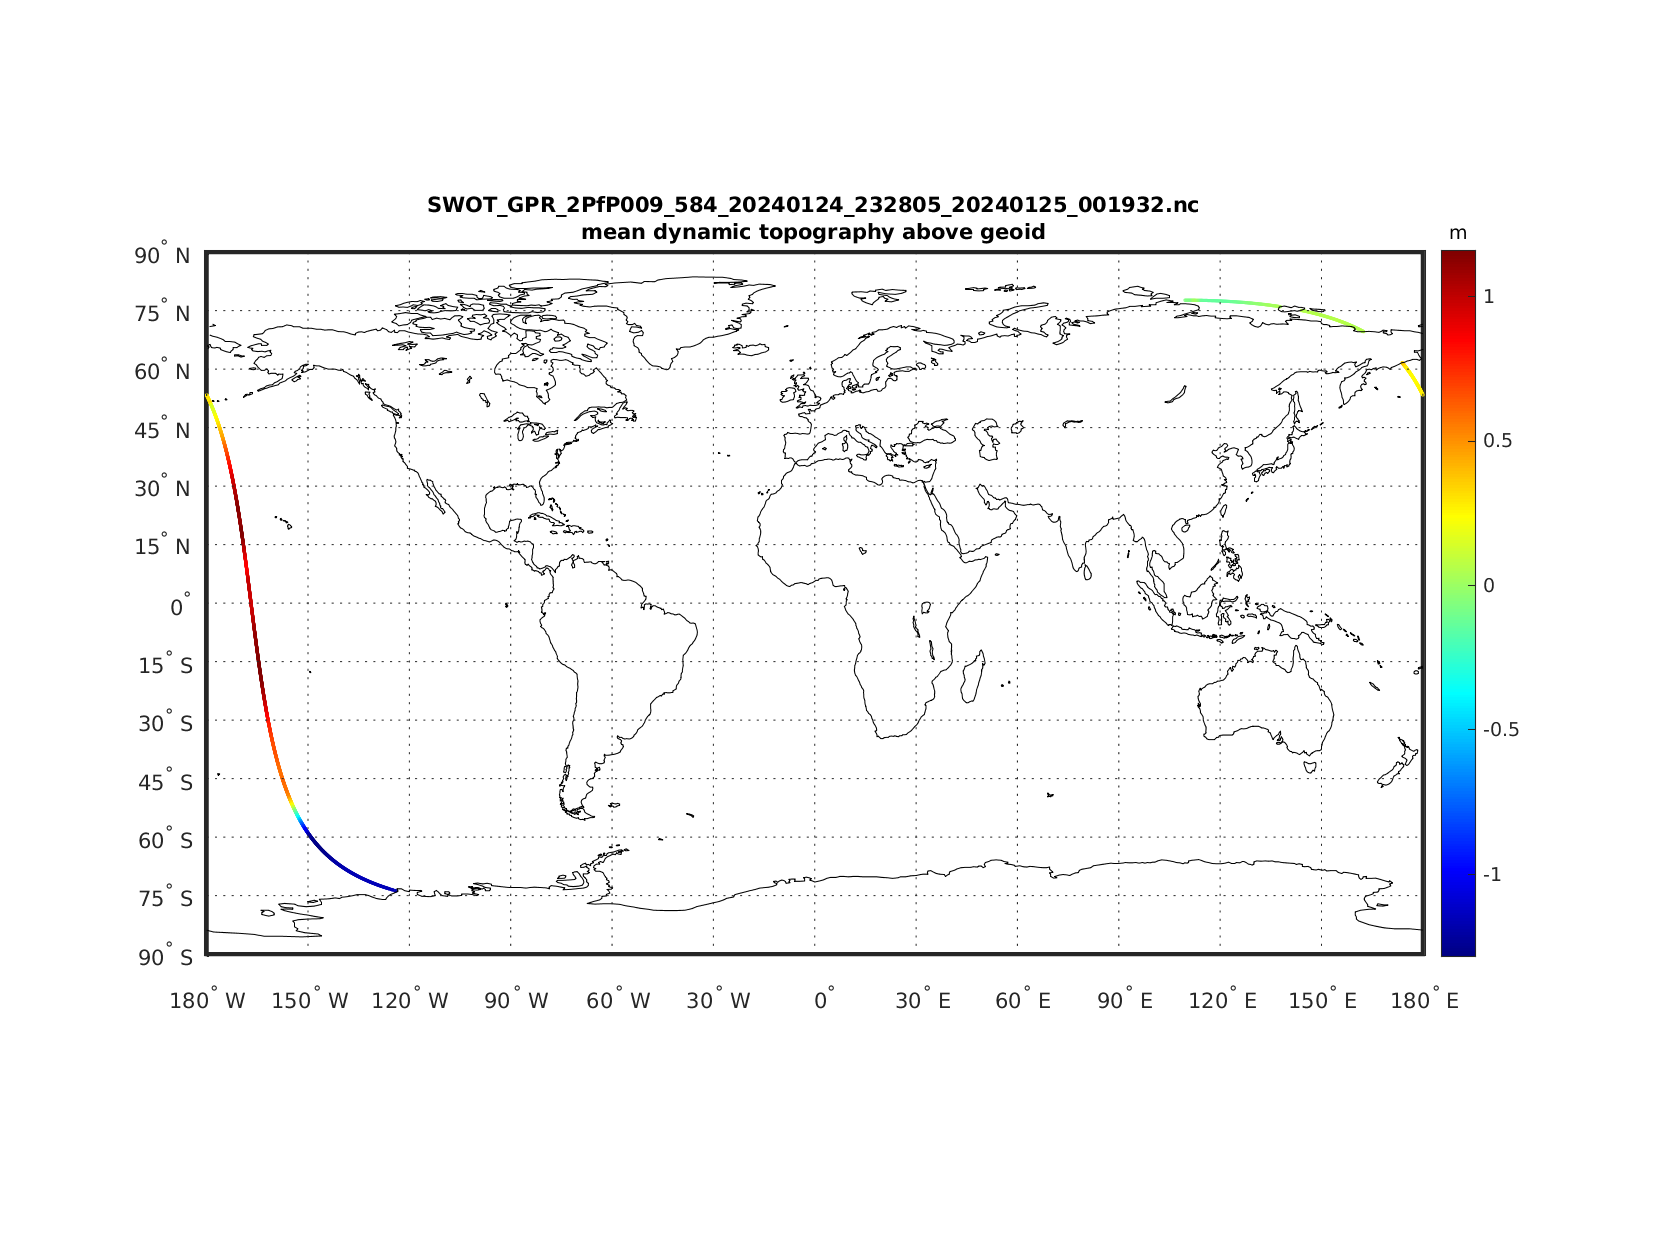 SWOT_GPR_2PfP009_584_20240124_232805_20240125_001932.nc
mean dynamic topography above geoid
m
90° N
75° N
60° N
45° N
30° N
15° N
0°
15° S
30° S
45° S
60° S
75° S
90° S
180° W 150° W 120° W 90° W 60° W 30° W 0° 30° E 60° E 90° E 120° E 150° E 180° E
1
0.5
0
-0.5
-1